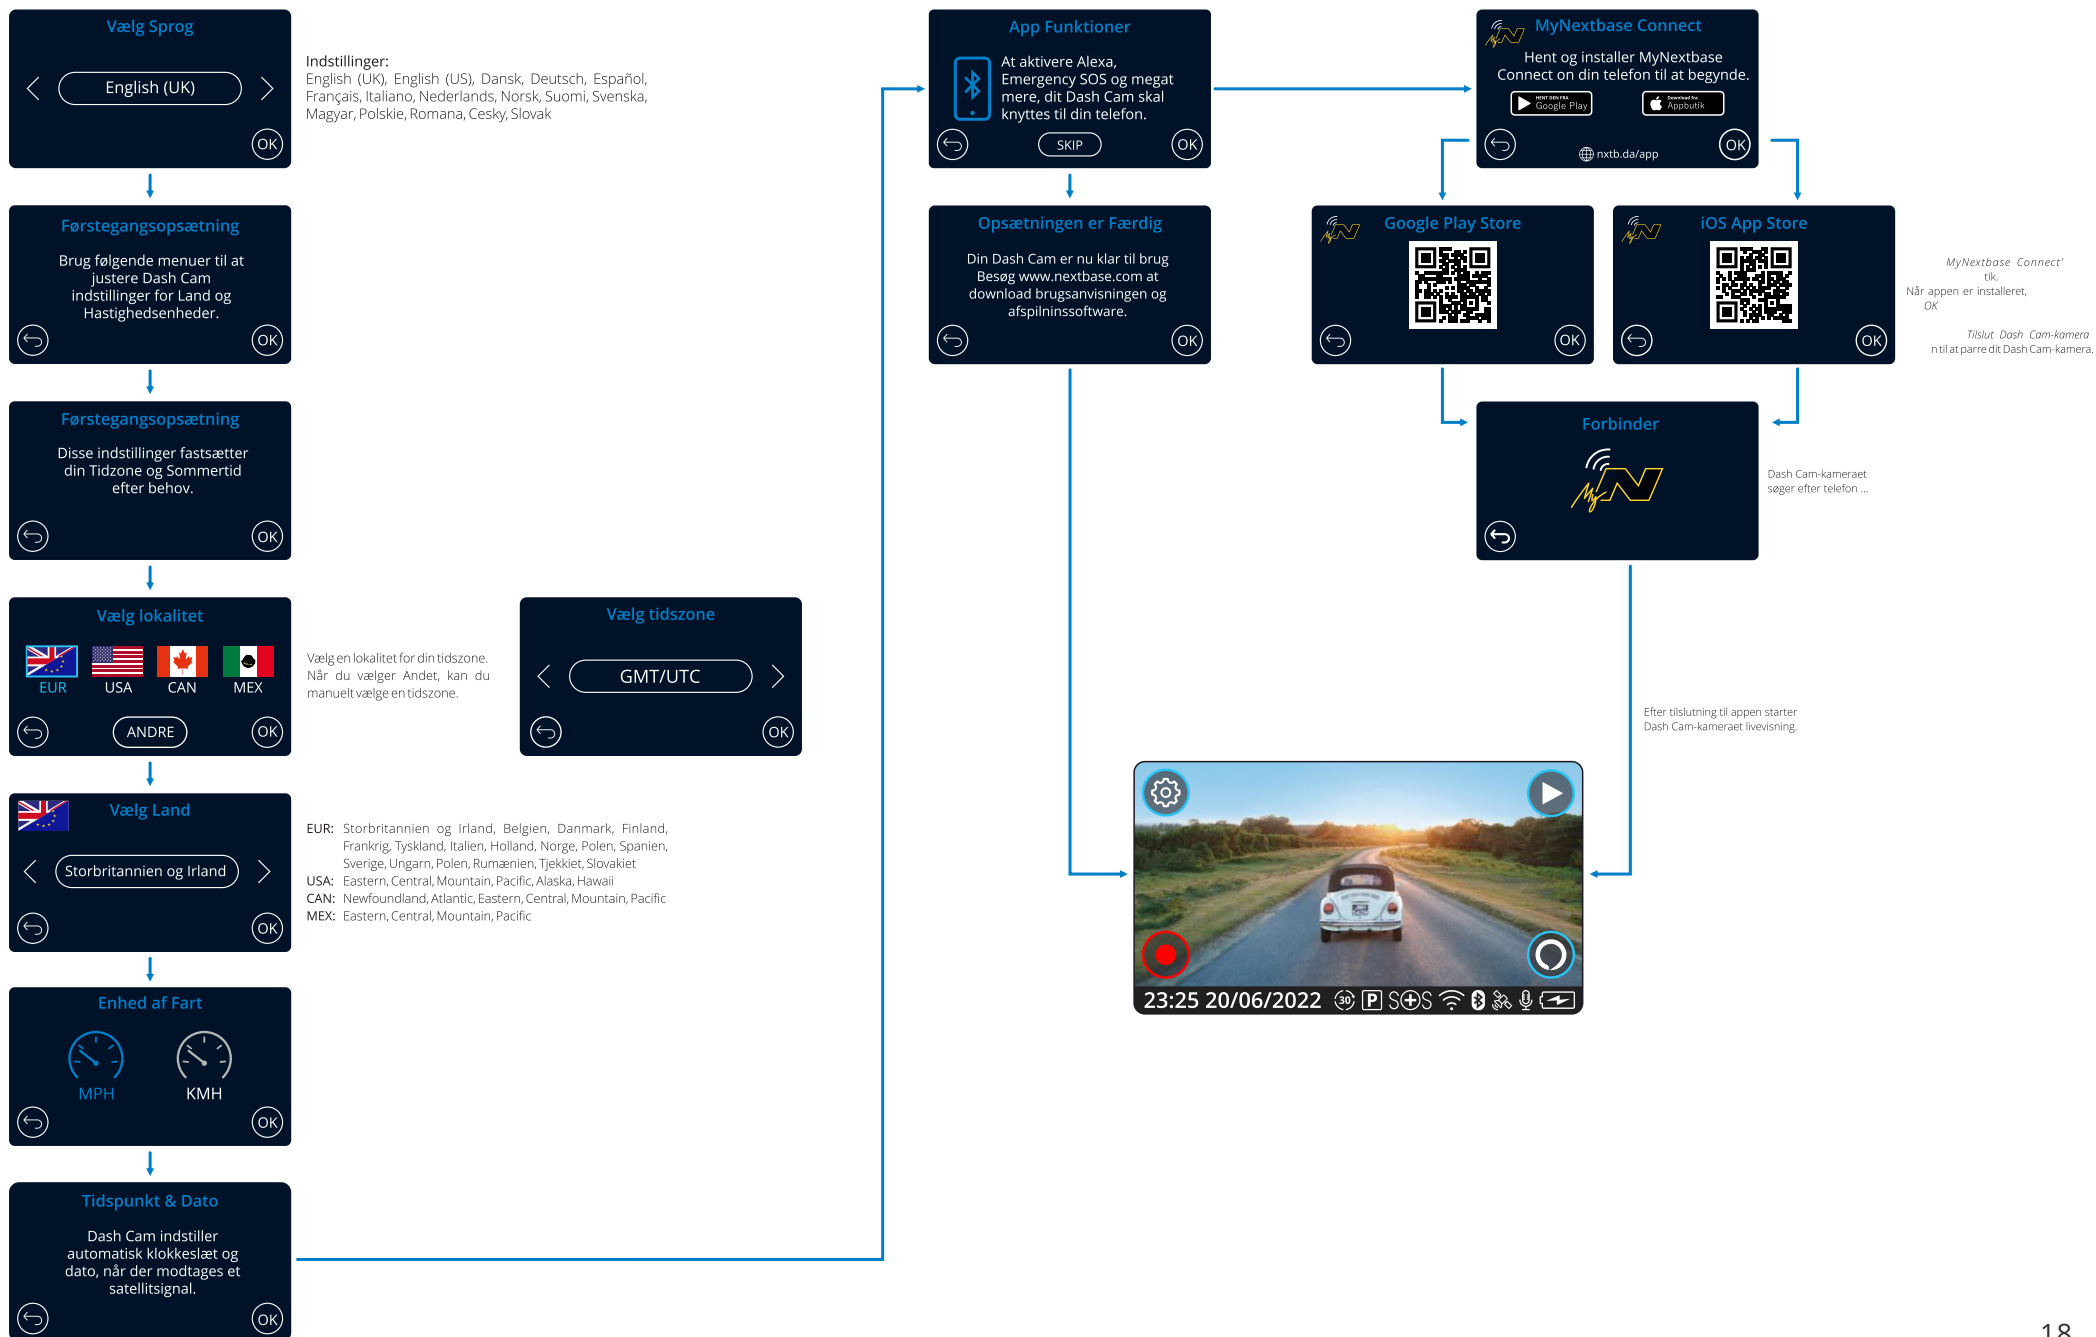 Vælg Sprog
English (UK)
OK
Indstillinger:
English (UK), English (US), Dansk, Deutsch, Español,
Français, Italiano, Nederlands, Norsk, Suomi, Svenska,
Magyar, Polskie, Romana, Cesky, Slovak
Førstegangsopsætning
Brug følgende menuer til at
justere Dash Cam
indstillinger for Land og
Hastighedsenheder.
OK
Førstegangsopsætning
Disse indstillinger fastsætter
din Tidzone og Sommertid
efter behov.
OK
Vælg lokalitet
EUR USA CAN MEX
ANDRE
OK
Vælg en lokalitet for din tidszone.
Når du vælger Andet, kan du
manuelt vælge en tidszone.
Vælg tidszone
GMT/UTC
OK
Vælg Land
Storbritannien og Irland
OK
EUR: Storbritannien og Irland, Belgien, Danmark, Finland,
Frankrig, Tyskland, Italien, Holland, Norge, Polen, Spanien,
Sverige, Ungarn, Polen, Rumænien, Tjekkiet, Slovakiet
USA: Eastern, Central, Mountain, Pacific, Alaska, Hawaii
CAN: Newfoundland, Atlantic, Eastern, Central, Mountain, Pacific
MEX: Eastern, Central, Mountain, Pacific
Enhed af Fart
MPH KMH
OK
Tidspunkt & Dato
Dash Cam indstiller
automatisk klokkeslæt og
dato, når der modtages et
satellitsignal.
OK
App Funktioner
At aktivere Alexa,
Emergency SOS og megat
mere, dit Dash Cam skal
knyttes til din telefon.
SKIP
OK
Opsætningen er Færdig
Din Dash Cam er nu klar til brug
Besøg www.nextbase.com at
download brugsanvisningen og
afspilninssoftware.
OK
MyNextbase Connect
My N
Hent og installer MyNextbase
Connect on din telefon til at begynde.
HENT DEN FRA
Google Play
Download fra
Appbutik
nxtb.da/app
OK
Google Play Store
My N
OK
iOS App Store
My N
OK
MyNextbase Connect'
tik.
Når appen er installeret,
OK
Tilslut Dash Cam-kamera
n til at parre dit Dash Cam-kamera.
Forbinder
My N
Dash Cam-kameraet
søger efter telefon ...
Efter tilslutning til appen starter
Dash Cam-kameraet livevisning.
23:25 20/06/2022 30 P SOS
18